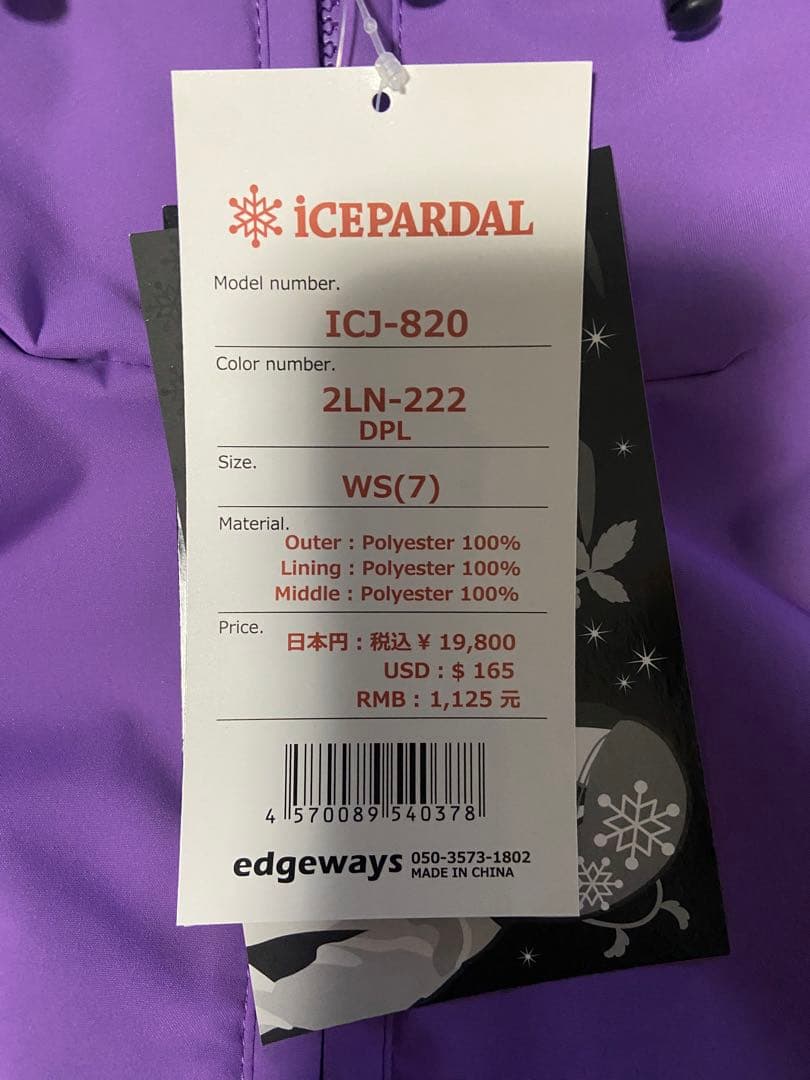 iCEPARDAL
Model number.
ICJ-820
Color number.
2LN-222
DPL
Size.
WS(7)
Material.
Outer : Polyester 100%
Lining : Polyester 100%
Middle : Polyester 100%
Price.
日本円 : 税込 ¥ 19,800
USD : $ 165
RMB : 1,125 元
4 570089 540378
edgeways 050-3573-1802
MADE IN CHINA